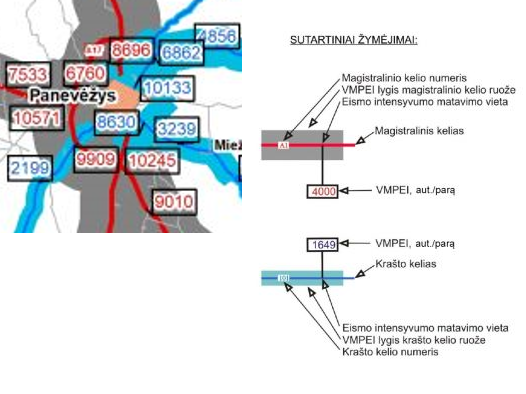 4856
A17
8696
6862
7533
6760
10133
Panevėžys
10571
8630
3239
Miež
2199
9909
10245
9010
SUTARTINIAI ŽYMĖJIMAI:
Magistralinio kelio numeris
VMPEI lygis magistralinio kelio ruože
Eismo intensyvumo matavimo vieta
Magistralinis kelias
A1
4000
VMPEI, aut./parą
1649
VMPEI, aut./parą
Krašto kelias
Eismo intensyvumo matavimo vieta
VMPEI lygis krašto kelio ruože
Krašto kelio numeris